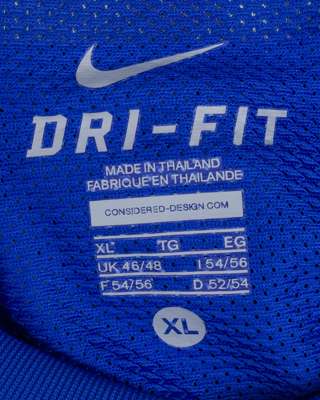 DRI-FIT
MADE IN THAILAND
FABRIQUE EN THAILANDE
CONSIDERED-DESIGN.COM
XL TG EG
UK 46/48 I 54/56
F 54/56 D 52/54
XL